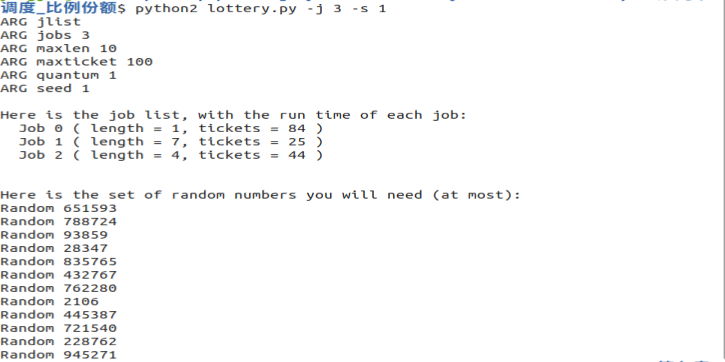 调度_比例份额$ python2 lottery.py -j 3 -s 1
ARG jlist
ARG jobs 3
ARG maxlen 10
ARG maxticket 100
ARG quantum 1
ARG seed 1

Here is the job list, with the run time of each job:
  Job 0 ( length = 1, tickets = 84 )
  Job 1 ( length = 7, tickets = 25 )
  Job 2 ( length = 4, tickets = 44 )

Here is the set of random numbers you will need (at most):
Random 651593
Random 788724
Random 93859
Random 28347
Random 835765
Random 432767
Random 762280
Random 2106
Random 445387
Random 721540
Random 228762
Random 945271